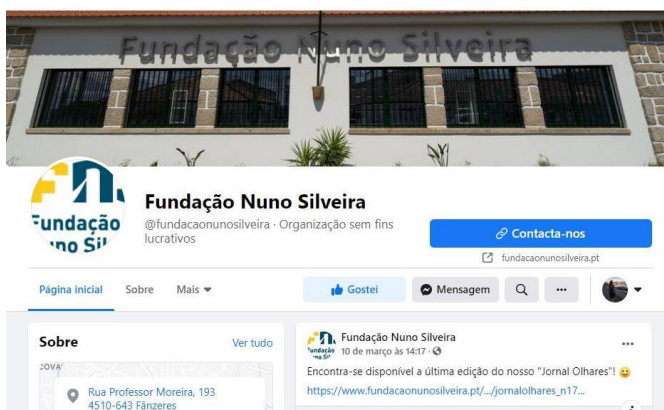 Fundação Nuno Silveira
Fundação
Fundação Nuno Silveira
@fundacaonunosilveira · Organização sem fins
lucrativos
Contacta-nos
fundacaonunosilveira.pt
Página inicial Sobre Mais
Gostei Mensagem
Sobre
Ver tudo
COVA
Rua Professor Moreira, 193
4510-643 Fânzeres
Fundação Nuno Silveira
10 de março às 14:17 ·
Encontra-se disponível a última edição do nosso "Jornal Olhares"! 😀
https://www.fundacaonunosilveira.pt/.../jornalolhares_n17...